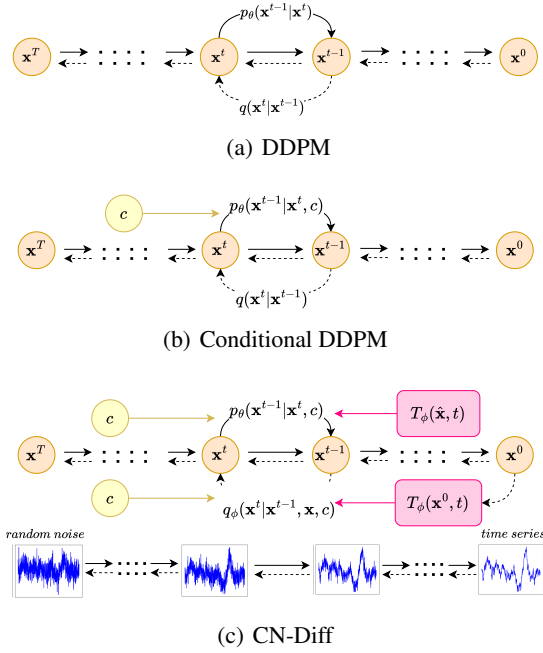 p_θ(x^{t−1}|x^t)
x^T x^t x^{t−1} x^0
q(x^t|x^{t−1})
(a) DDPM
c p_θ(x^{t−1}|x^t, c)
x^T x^t x^{t−1} x^0
q(x^t|x^{t−1})
(b) Conditional DDPM
c p_θ(x^{t−1}|x^t, c) T_ϕ(x̂, t)
x^T x^t x^{t−1} x^0
c q_ϕ(x^t|x^{t−1}, x, c) T_ϕ(x^0, t)
random noise time series
(c) CN-Diff